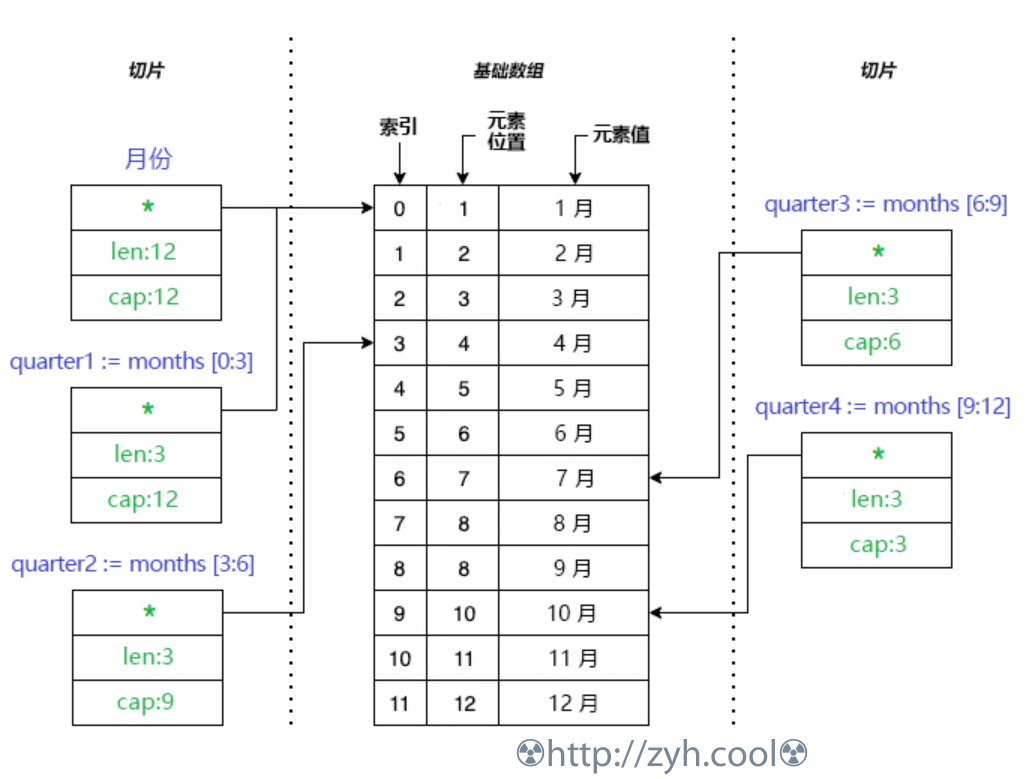 切片
基础数组
切片
索引
元素
位置
元素值
月份
*
len:12
cap:12
quarter1 := months [0:3]
*
len:3
cap:12
quarter2 := months [3:6]
*
len:3
cap:9
0 1 1 月
1 2 2 月
2 3 3 月
3 4 4 月
4 5 5 月
5 6 6 月
6 7 7 月
7 8 8 月
8 8 9 月
9 10 10 月
10 11 11 月
11 12 12 月
quarter3 := months [6:9]
*
len:3
cap:6
quarter4 := months [9:12]
*
len:3
cap:3
☢http://zyh.cool☢